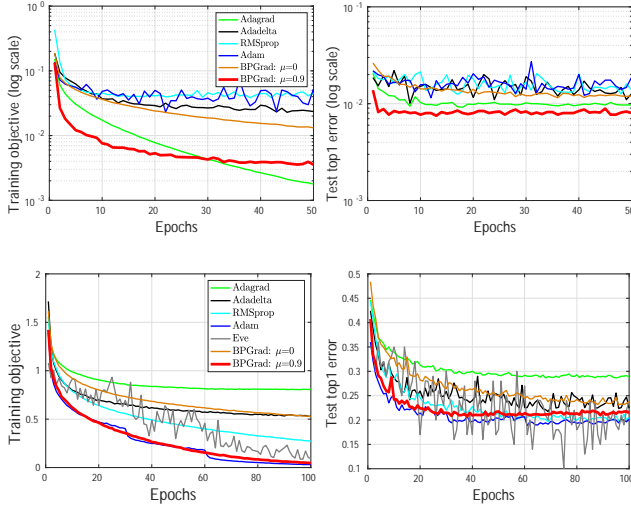 Training objective (log scale)
10^0
10^-1
10^-2
10^-3
0 10 20 30 40 50
Epochs
Adagrad
Adadelta
RMSprop
Adam
BPGrad: μ=0
BPGrad: μ=0.9
Test top1 error (log scale)
10^-1
10^-2
10^-3
0 10 20 30 40 50
Epochs
Training objective
2
1.5
1
0.5
0
0 20 40 60 80 100
Epochs
Adagrad
Adadelta
RMSprop
Adam
Eve
BPGrad: μ=0
BPGrad: μ=0.9
Test top1 error
0.5
0.45
0.4
0.35
0.3
0.25
0.2
0.15
0.1
0 20 40 60 80 100
Epochs